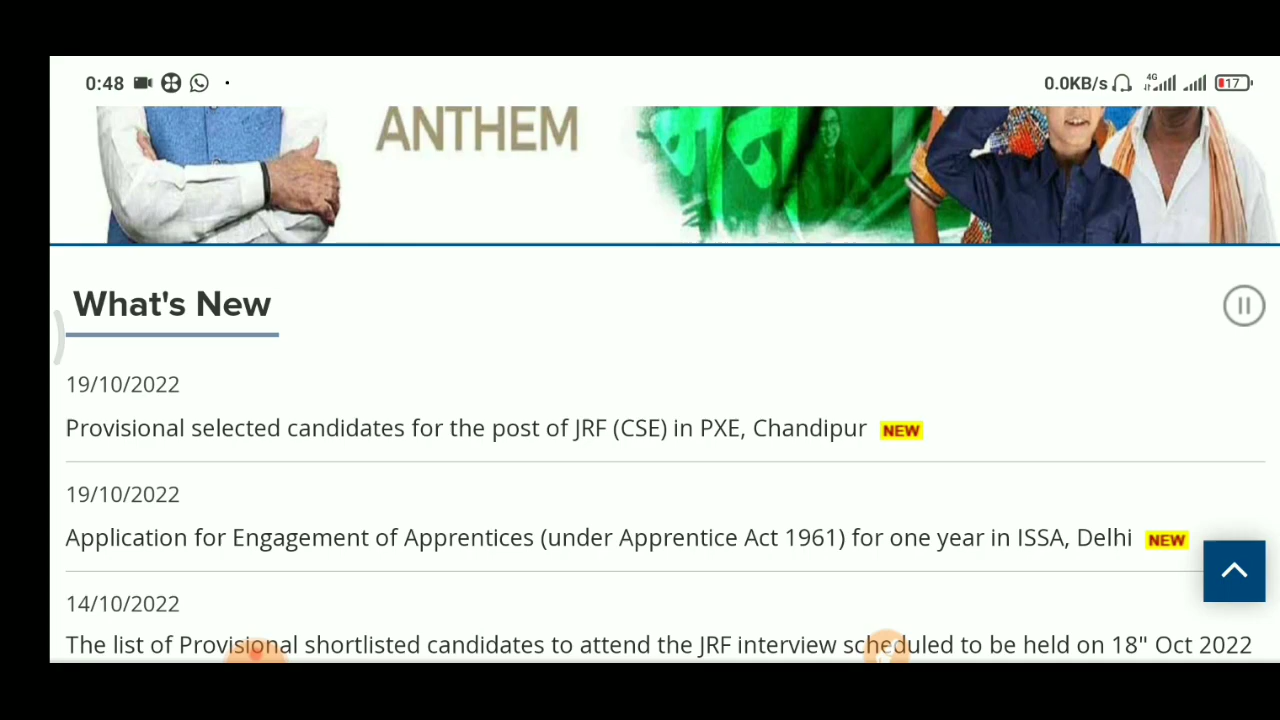 0:48
0.0KB/s 4G 17
ANTHEM
What's New
19/10/2022
Provisional selected candidates for the post of JRF (CSE) in PXE, Chandipur NEW
19/10/2022
Application for Engagement of Apprentices (under Apprentice Act 1961) for one year in ISSA, Delhi NEW
14/10/2022
The list of Provisional shortlisted candidates to attend the JRF interview scheduled to be held on 18" Oct 2022